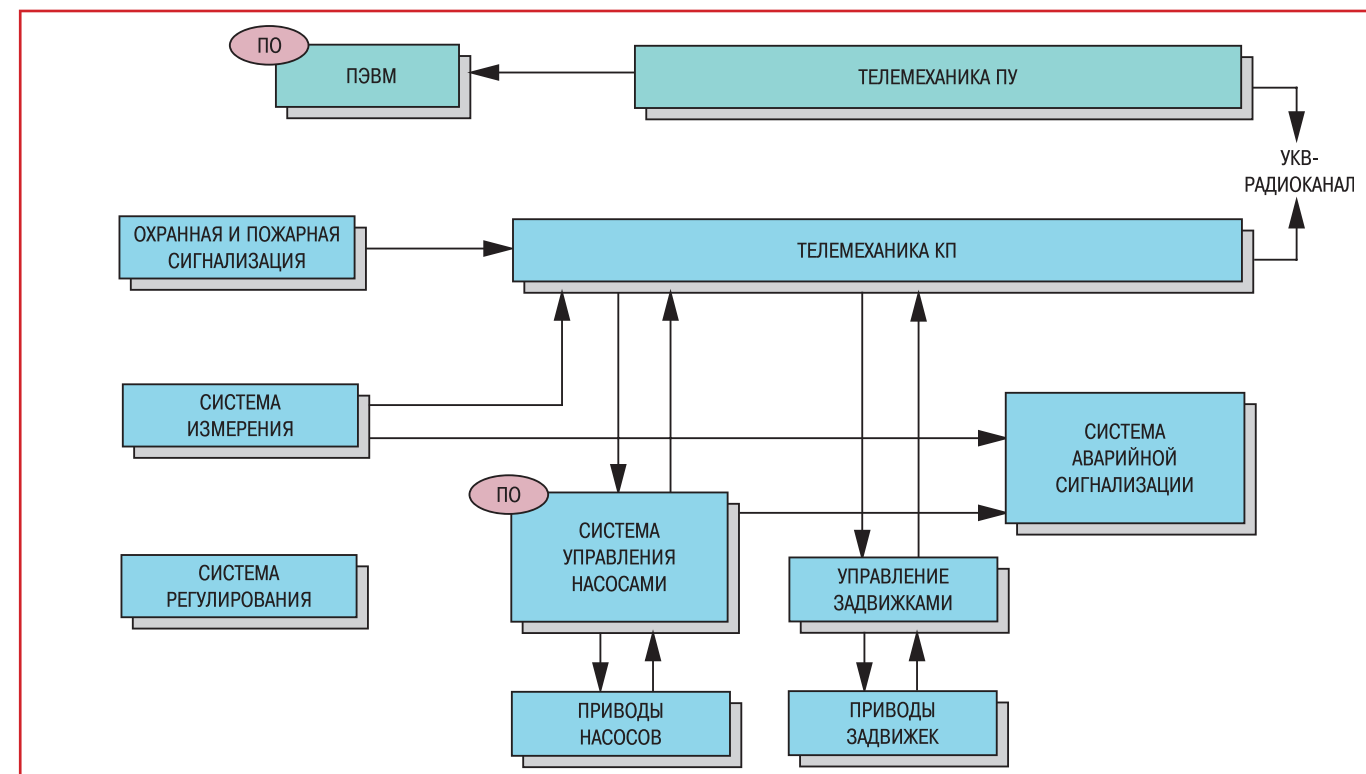 ПО
ПЭВМ
ТЕЛЕМЕХАНИКА ПУ
УКВ-
РАДИОКАНАЛ
ОХРАННАЯ И ПОЖАРНАЯ
СИГНАЛИЗАЦИЯ
ТЕЛЕМЕХАНИКА КП
СИСТЕМА
ИЗМЕРЕНИЯ
СИСТЕМА
АВАРИЙНОЙ
СИГНАЛИЗАЦИИ
ПО
СИСТЕМА
УПРАВЛЕНИЯ
НАСОСАМИ
СИСТЕМА
РЕГУЛИРОВАНИЯ
УПРАВЛЕНИЕ
ЗАДВИЖКАМИ
ПРИВОДЫ
НАСОСОВ
ПРИВОДЫ
ЗАДВИЖЕК